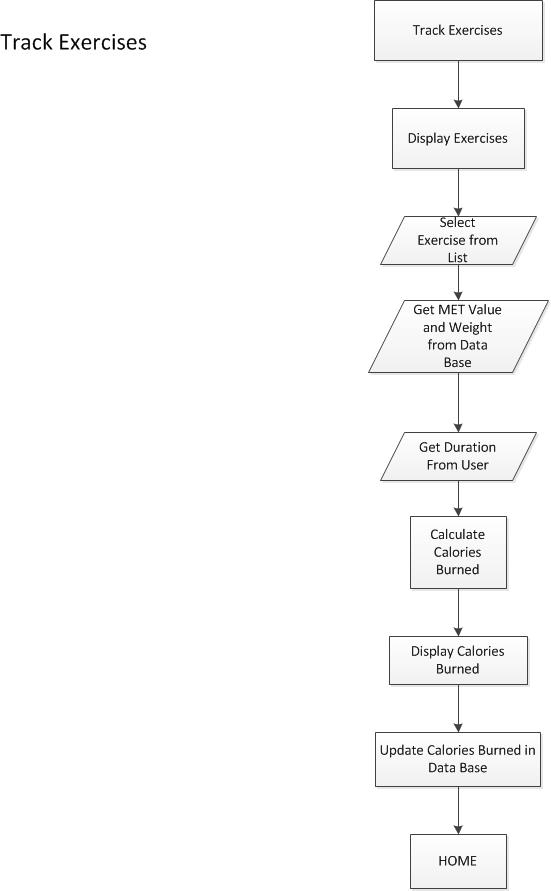 Track Exercises
Track Exercises
Display Exercises
Select
Exercise from
List
Get MET Value
and Weight
from Data
Base
Get Duration
From User
Calculate
Calories
Burned
Display Calories
Burned
Update Calories Burned in
Data Base
HOME